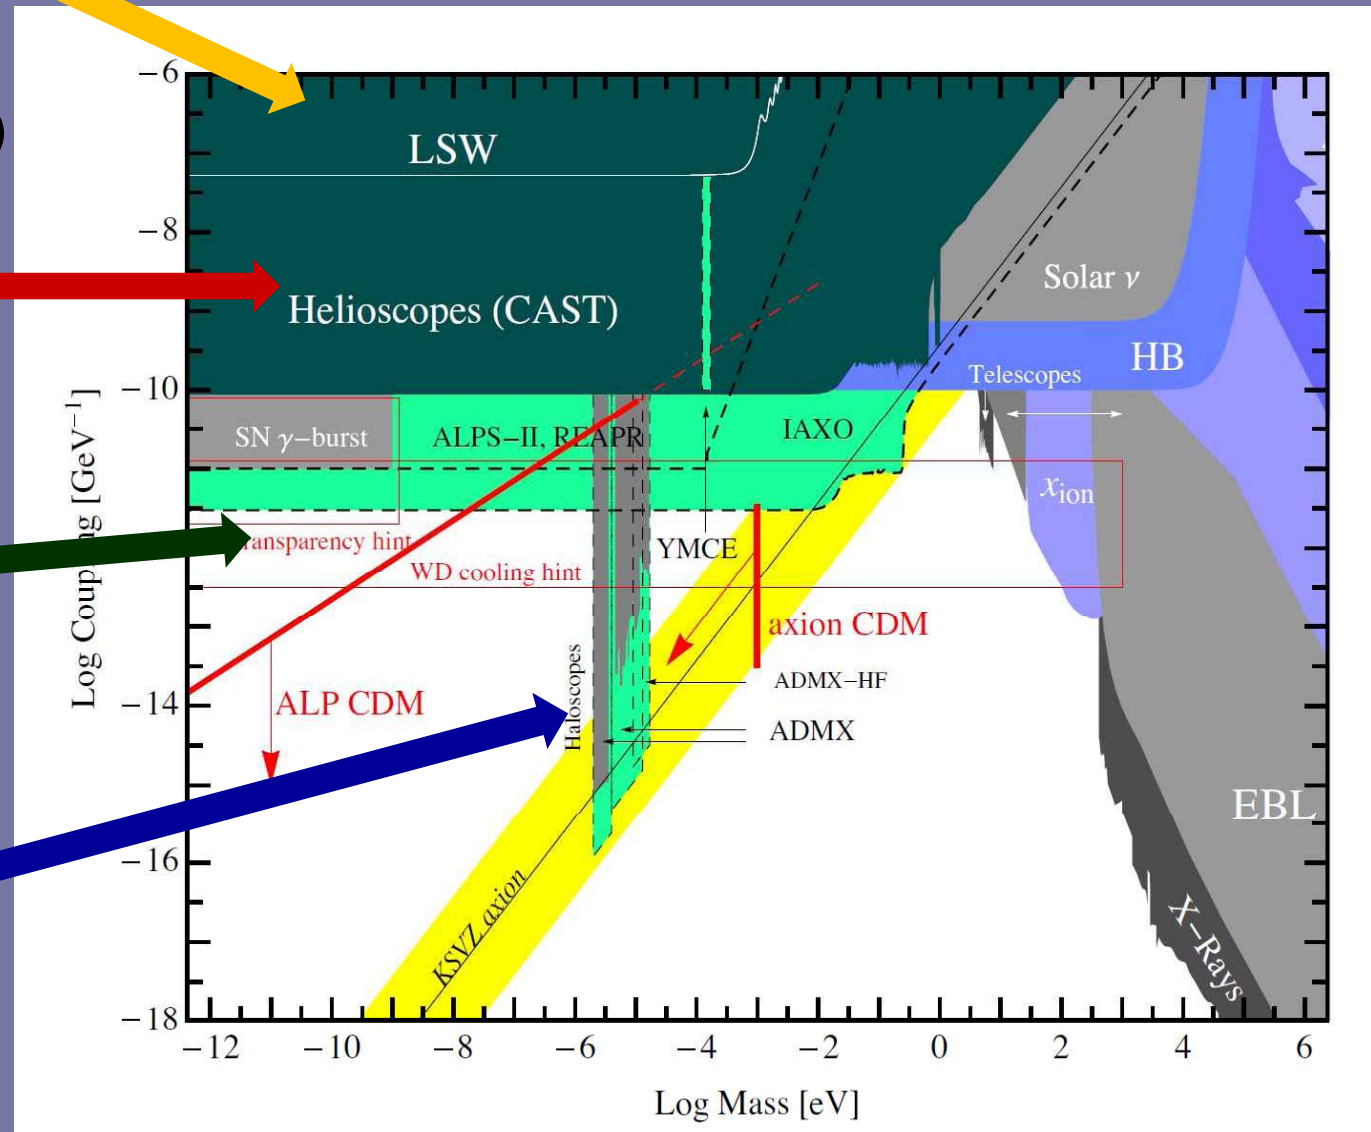 )
−6
−8
−10
−14
−16
−18
Log Coupling [GeV⁻¹]
LSW
Helioscopes (CAST)
Solar ν
HB
Telescopes
SN γ−burst
ALPS−II, REAPR
IAXO
x ion
YMCE
ransparency hint
WD cooling hint
axion CDM
ADMX−HF
ADMX
Haloscopes
ALP CDM
EBL
X−Rays
KSVZ axion
−12 −10 −8 −6 −4 −2 0 2 4 6
Log Mass [eV]